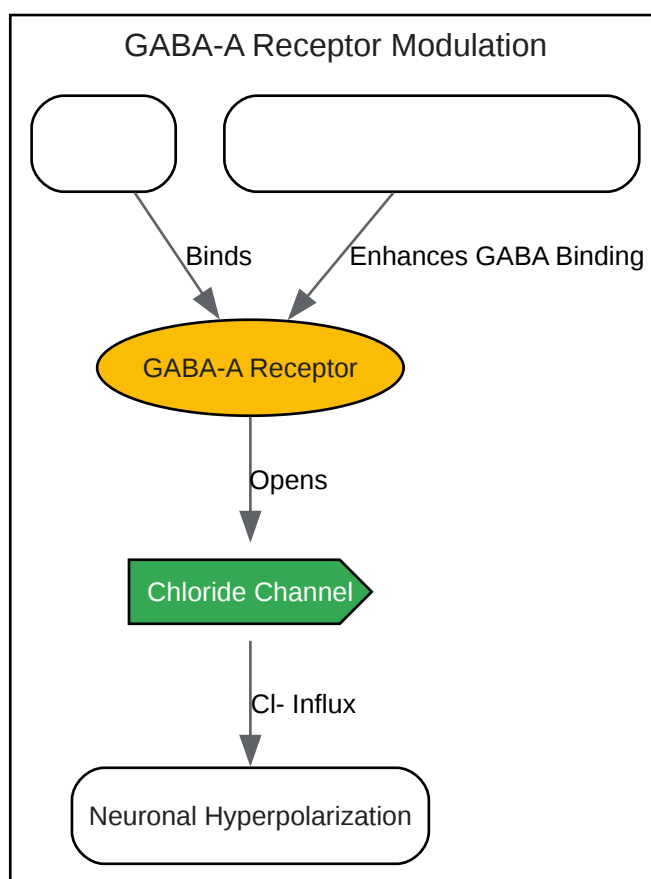 GABA-A Receptor Modulation
Binds
Enhances GABA Binding
GABA-A Receptor
Opens
Chloride Channel
Cl- Influx
Neuronal Hyperpolarization